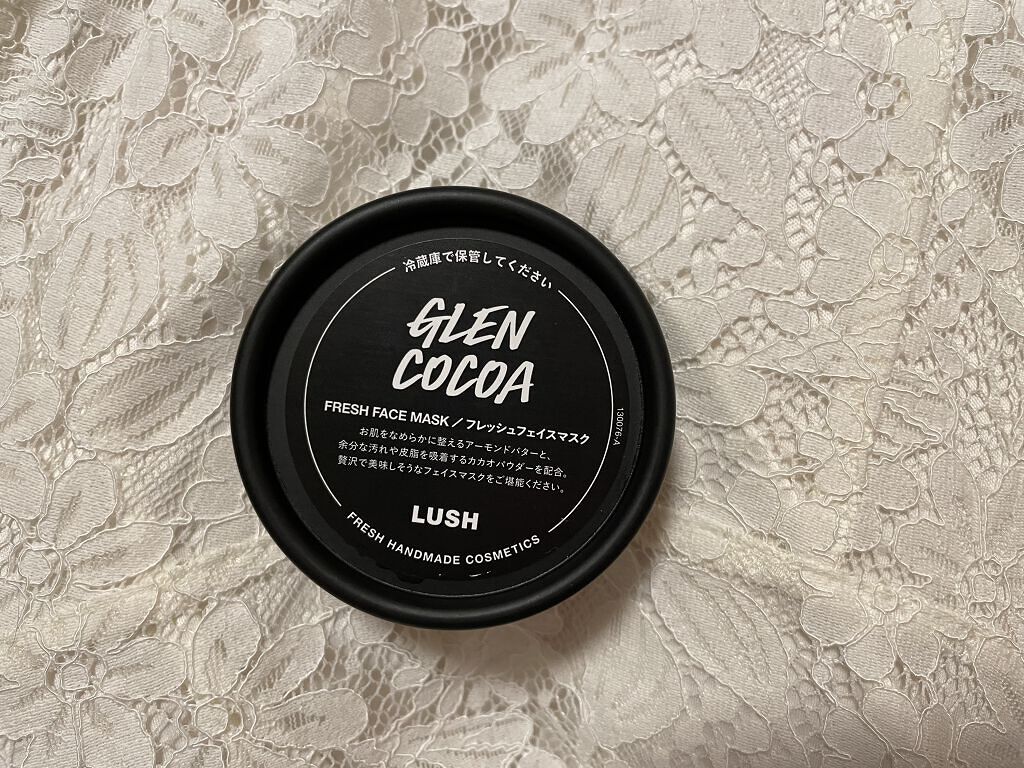 冷蔵庫で保管してください
GLEN
COCOA
FRESH FACE MASK／フレッシュフェイスマスク
お肌をなめらかに整えるアーモンドバターと、
余分な汚れや皮脂を吸着するカカオパウダーを配合。
贅沢で美味しそうなフェイスマスクをご堪能ください。
130076-A
LUSH
FRESH HANDMADE COSMETICS